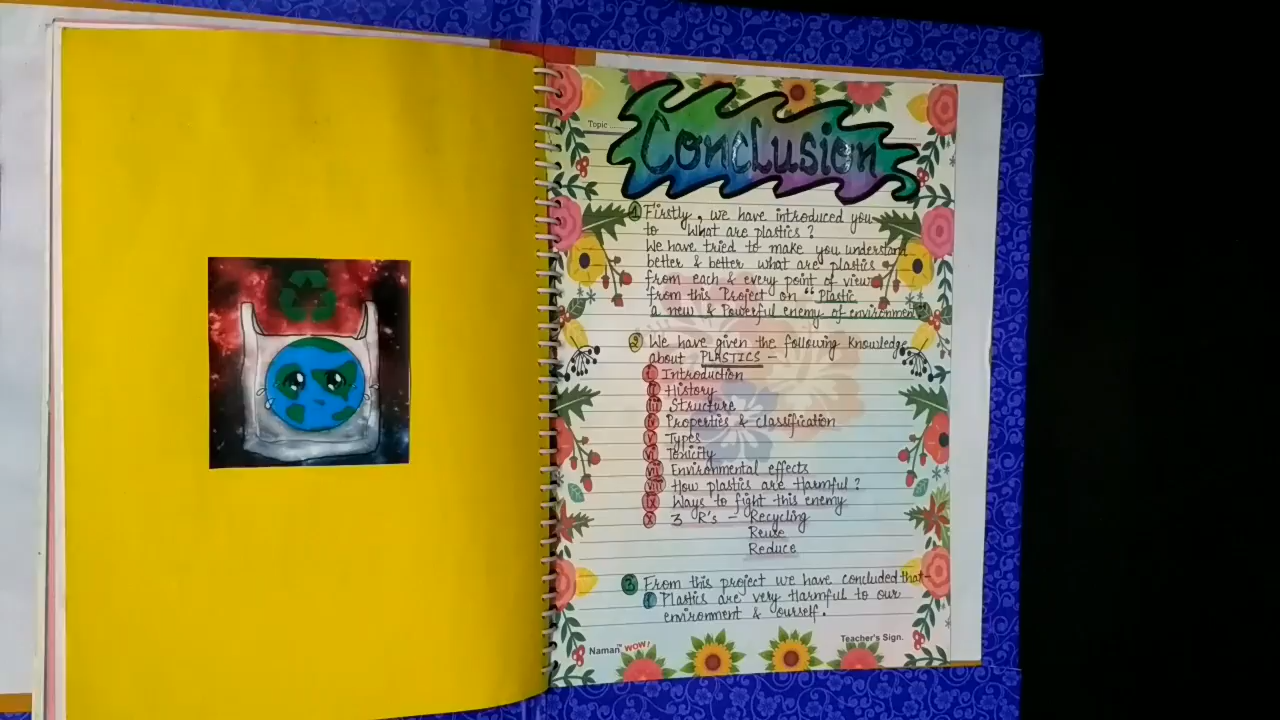 Topic ......
Conclusion
1 Firstly, we have introduced you
to What are plastics ?
We have tried to make you understand
better & better what are plastics
from each & every point of view
from this Project on "Plastic
a new & Powerful enemy of environment"
2 We have given the following knowledge
about PLASTICS –
i Introduction
ii History
iii Structure
iv Properties & classification
v Types
vi Toxicity
vii Environmental effects
viii How plastics are Harmful ?
ix Ways to fight this enemy
x 3 R's – Recycling
Reuse
Reduce
3 From this project we have concluded that–
Plastics are very Harmful to our
environment & ourself.
Naman™ WOW! Teacher's Sign.